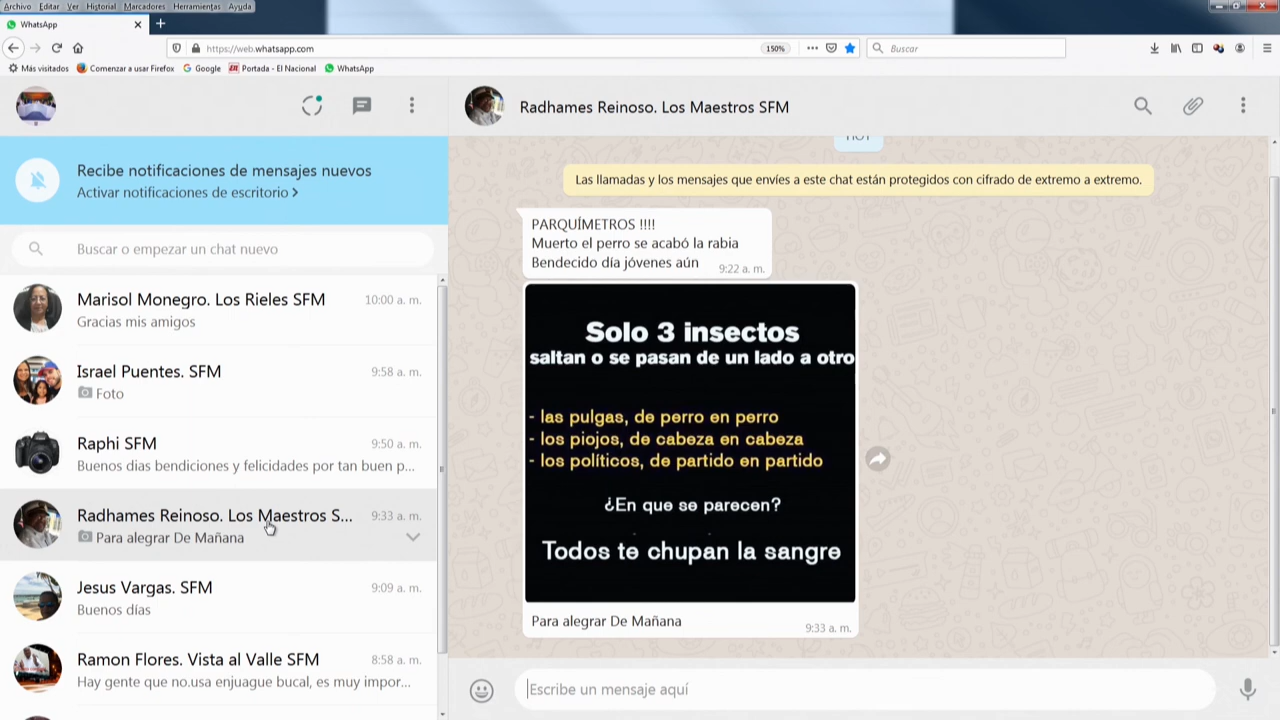 Archivo Editar Ver Historial Marcadores Herramientas Ayuda
WhatsApp
https://web.whatsapp.com
150%
Buscar
Más visitados
Comenzar a usar Firefox
Google
Portada - El Nacional
WhatsApp
Recibe notificaciones de mensajes nuevos
Activar notificaciones de escritorio
Buscar o empezar un chat nuevo
Marisol Monegro. Los Rieles SFM
10:00 a. m.
Gracias mis amigos
Israel Puentes. SFM
9:58 a. m.
Foto
Raphi SFM
9:50 a. m.
Buenos dias bendiciones y felicidades por tan buen p...
Radhames Reinoso. Los Maestros S...
9:33 a. m.
Para alegrar De Mañana
Jesus Vargas. SFM
9:09 a. m.
Buenos días
Ramon Flores. Vista al Valle SFM
8:58 a. m.
Hay gente que no.usa enjuague bucal, es muy impor...
Radhames Reinoso. Los Maestros SFM
HOY
Las llamadas y los mensajes que envíes a este chat están protegidos con cifrado de extremo a extremo.
PARQUÍMETROS !!!!
Muerto el perro se acabó la rabia
Bendecido día jóvenes aún
9:22 a. m.
Solo 3 insectos
saltan o se pasan de un lado a otro
- las pulgas, de perro en perro
- los piojos, de cabeza en cabeza
- los políticos, de partido en partido
¿En que se parecen?
Todos te chupan la sangre
Para alegrar De Mañana
9:33 a. m.
Escribe un mensaje aquí